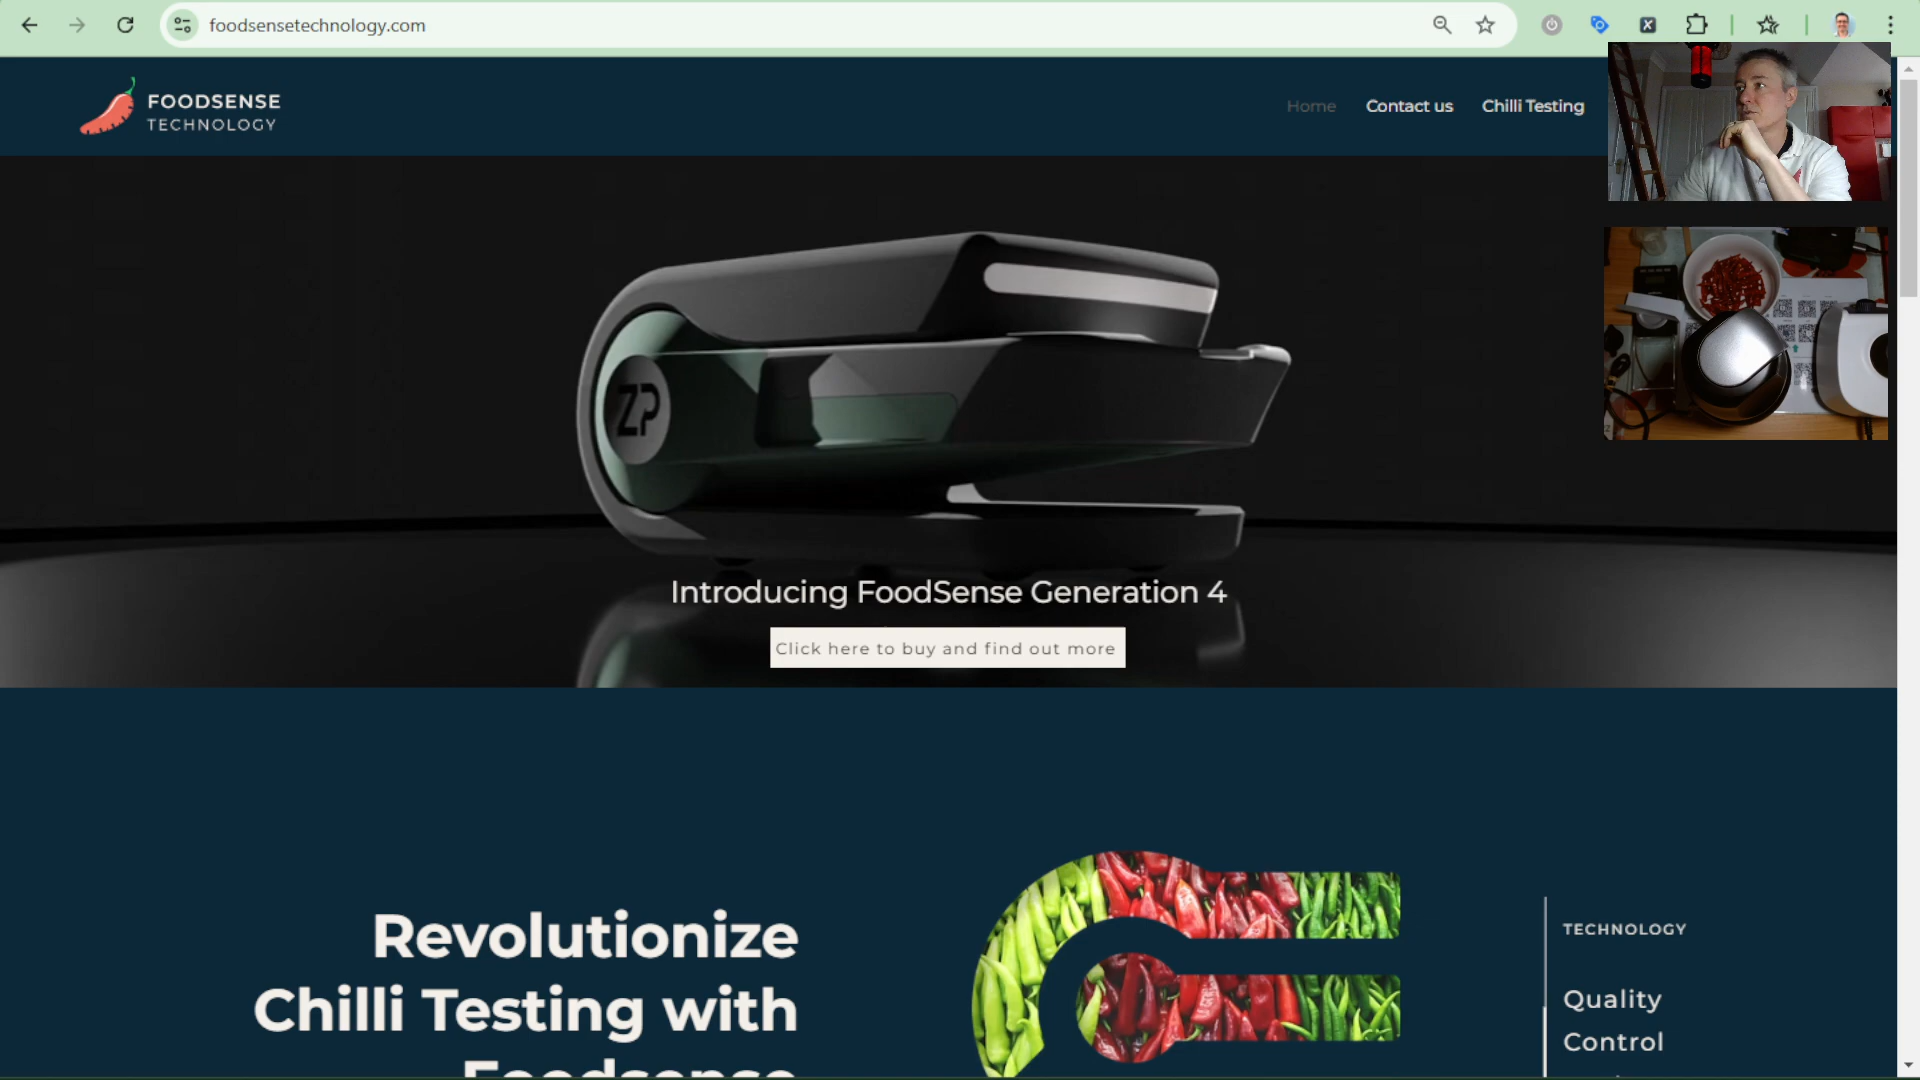 foodsensetechnology.com
FOODSENSE
TECHNOLOGY
Home
Contact us
Chilli Testing
ZP
Introducing FoodSense Generation 4
Click here to buy and find out more
Revolutionize
Chilli Testing with
Foodsense
TECHNOLOGY
Quality
Control